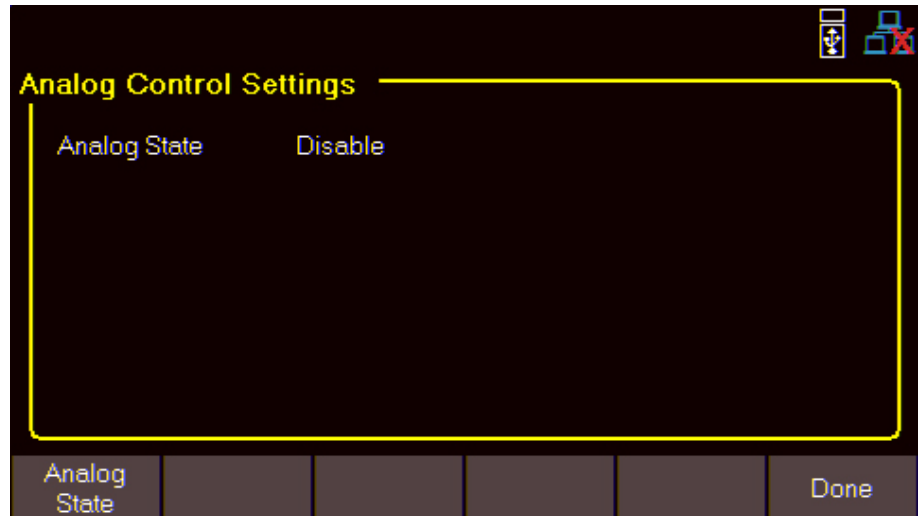 Analog Control Settings
Analog State Disable
Analog
State
Done